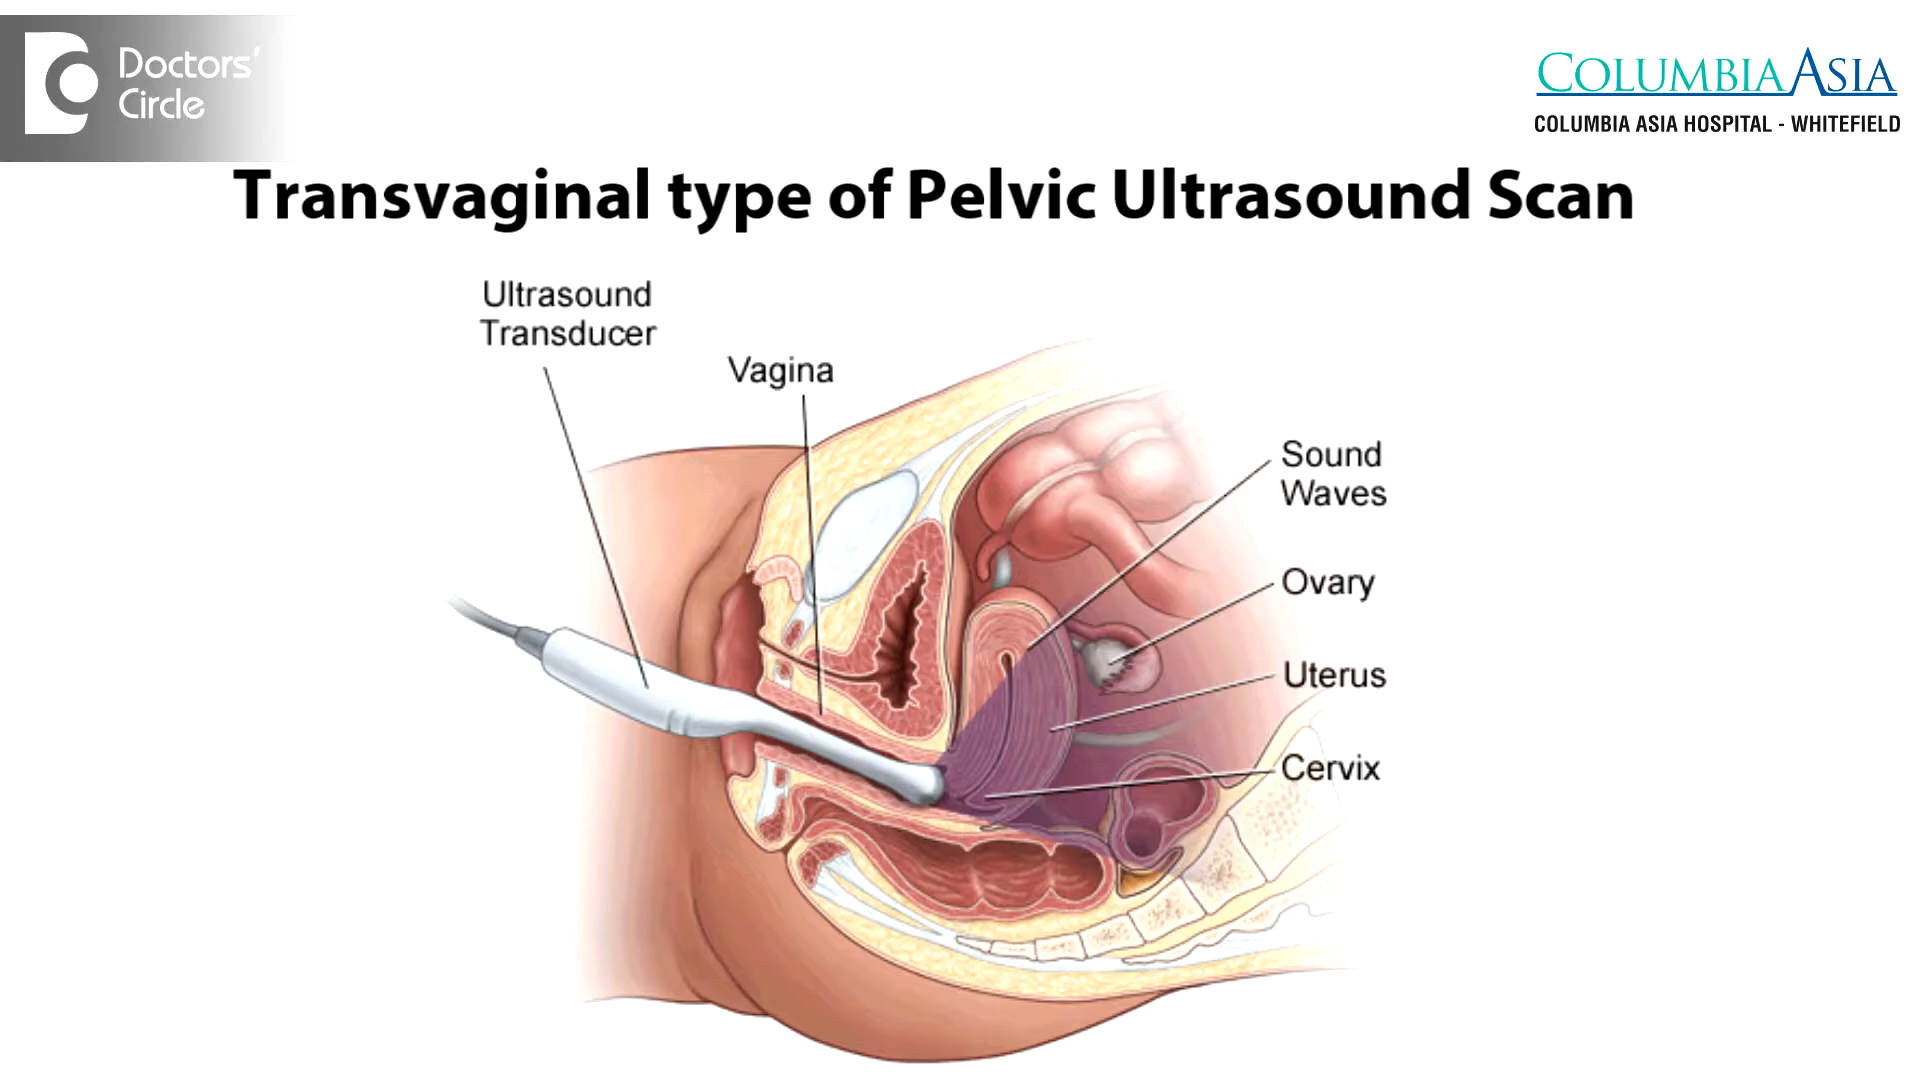 Doctors'
Circle
COLUMBIA ASIA
COLUMBIA ASIA HOSPITAL - WHITEFIELD
Transvaginal type of Pelvic Ultrasound Scan
Ultrasound
Transducer
Vagina
Sound
Waves
Ovary
Uterus
Cervix